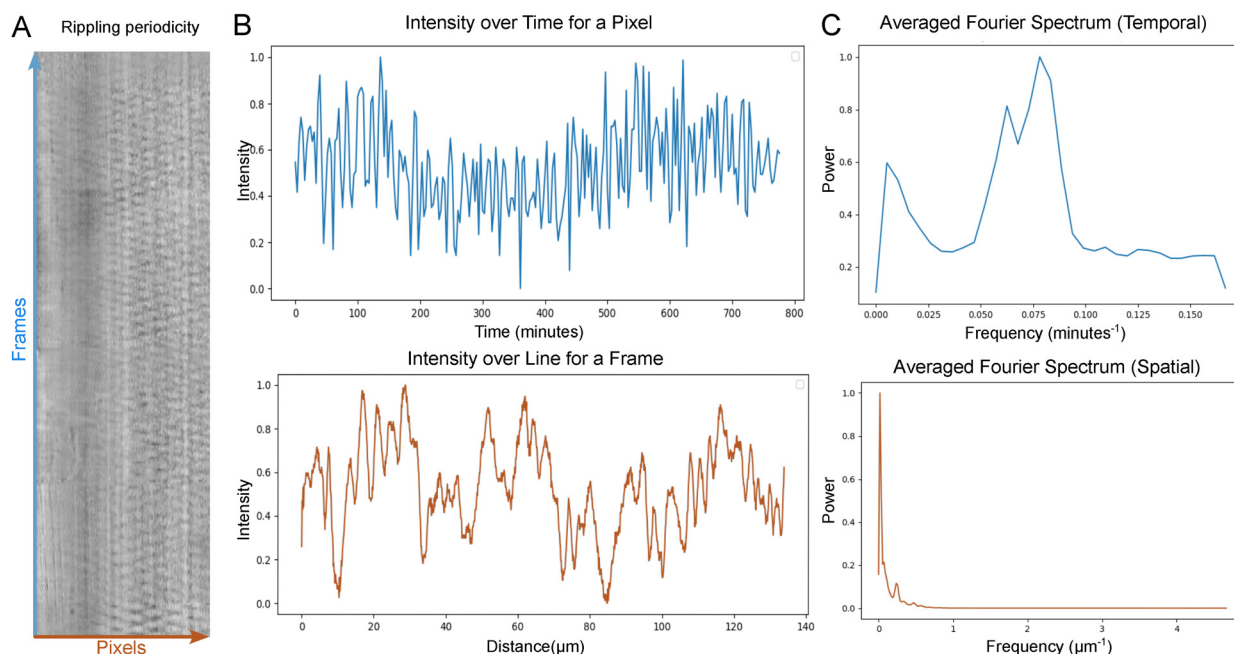 A
Rippling periodicity
Frames
Pixels
B
Intensity over Time for a Pixel
1.0
0.8
0.6
0.4
0.2
0.0
Intensity
0 100 200 300 400 500 600 700 800
Time (minutes)
Intensity over Line for a Frame
1.0
0.8
0.6
0.4
0.2
0.0
Intensity
0 20 40 60 80 100 120 140
Distance(µm)
C
Averaged Fourier Spectrum (Temporal)
1.0
0.8
0.6
0.4
0.2
Power
0.000 0.025 0.050 0.075 0.100 0.125 0.150
Frequency (minutes⁻¹)
Averaged Fourier Spectrum (Spatial)
1.0
0.8
0.6
0.4
0.2
0.0
Power
0 1 2 3 4
Frequency (µm⁻¹)